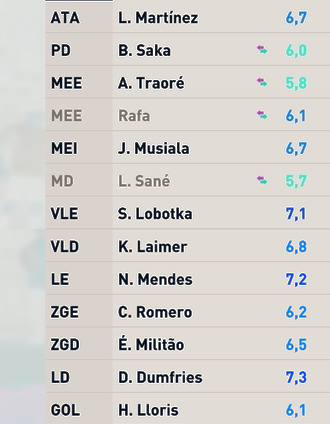 ATA L. Martínez 6,7
PD B. Saka 6,0
MEE A. Traoré 5,8
MEE Rafa 6,1
MEI J. Musiala 6,7
MD L. Sané 5,7
VLE S. Lobotka 7,1
VLD K. Laimer 6,8
LE N. Mendes 7,2
ZGE C. Romero 6,2
ZGD É. Militão 6,5
LD D. Dumfries 7,3
GOL H. Lloris 6,1